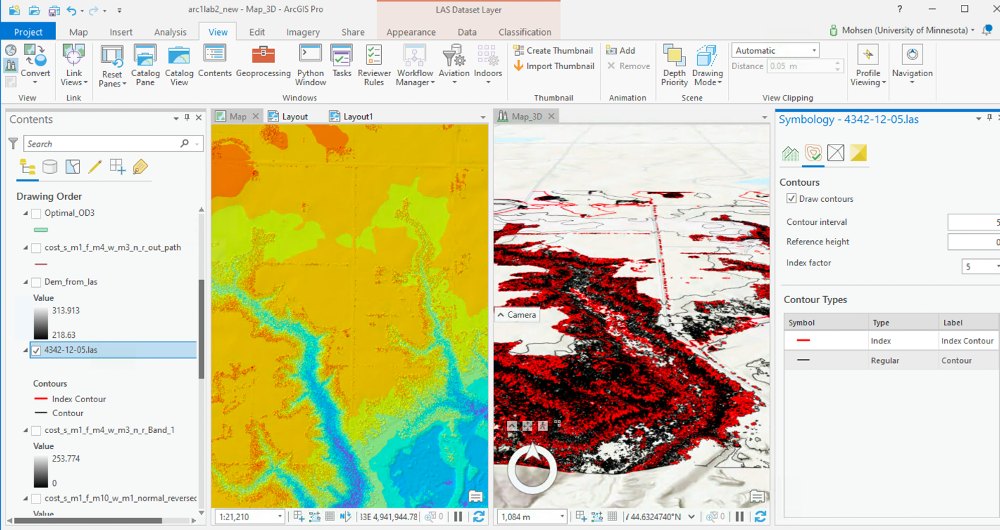 arc1lab2_new - Map_3D - ArcGIS Pro
LAS Dataset Layer
?
Project
Map
Insert
Analysis
View
Edit
Imagery
Share
Appearance
Data
Classification
Mohsen (University of Minnesota)
Convert
Link Views
Reset Panes
Catalog Pane
Catalog View
Contents
Geoprocessing
Python Window
Tasks
Reviewer Rules
Workflow Manager
Aviation
Indoors
Create Thumbnail
Import Thumbnail
Add
Remove
Depth Priority
Drawing Mode
Automatic
Distance 0.05 m
Profile Viewing
Navigation
View
Link
Windows
Thumbnail
Animation
Scene
View Clipping
Contents
Search
Drawing Order
Optimal_OD3
cost_s_m1_f_m4_w_m3_n_r_out_path
Dem_from_las
Value
313.913
218.63
4342-12-05.las
Contours
Index Contour
Contour
cost_s_m1_f_m4_w_m3_n_r_Band_1
Value
253.774
0
cost_s_m1_f_m10_w_m1_normal_reversed
Value
Map
Layout
Layout1
1:21,210
33E 4,941,944.78
0
Map_3D
Camera
1,084 m
44.6324740°N
0
Symbology - 4342-12-05.las
Contours
Draw contours
Contour interval 5
Reference height 0
Index factor 5
Contour Types
Symbol Type Label
Index Index Contour
Regular Contour